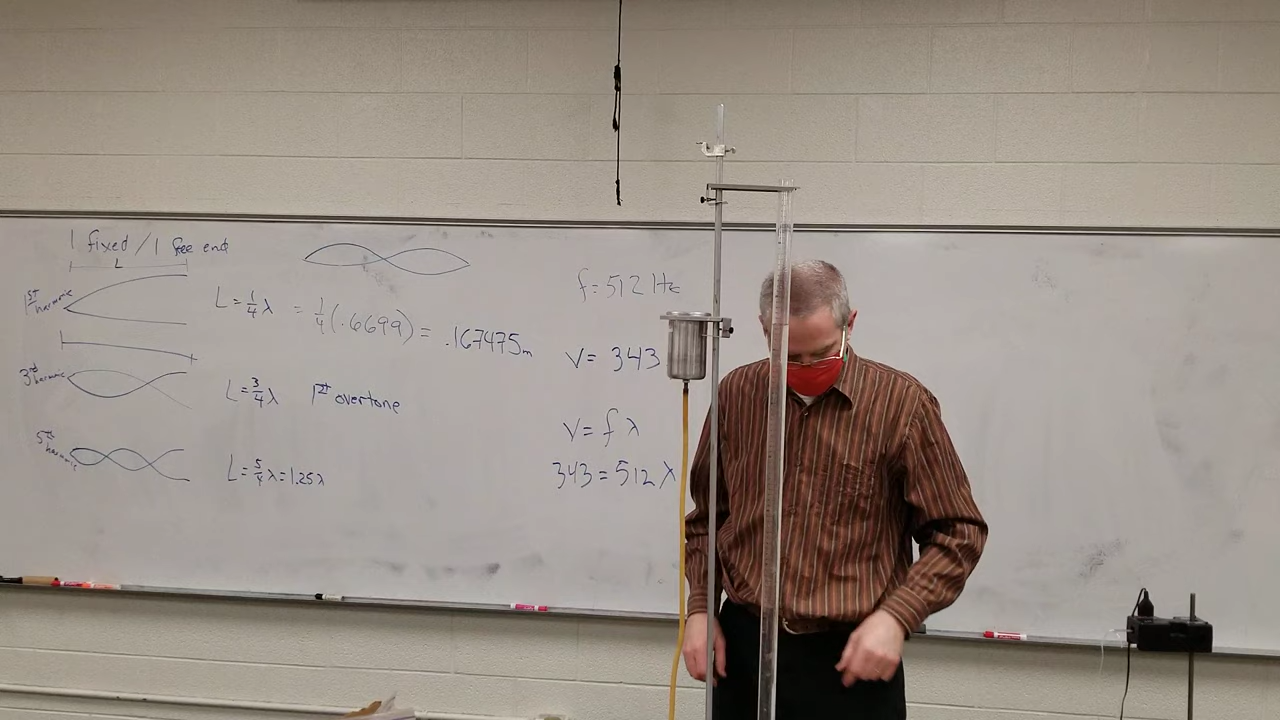 1 fixed / 1 free end
L
1st harmonic
L = 1/4 λ = 1/4 (.6699) = .167475m
3rd harmonic
L = 3/4 λ 1st overtone
5th harmonic
L = 5/4 λ = 1.25λ
f = 512 Hz
V = 343
V = f λ
343 = 512 λ